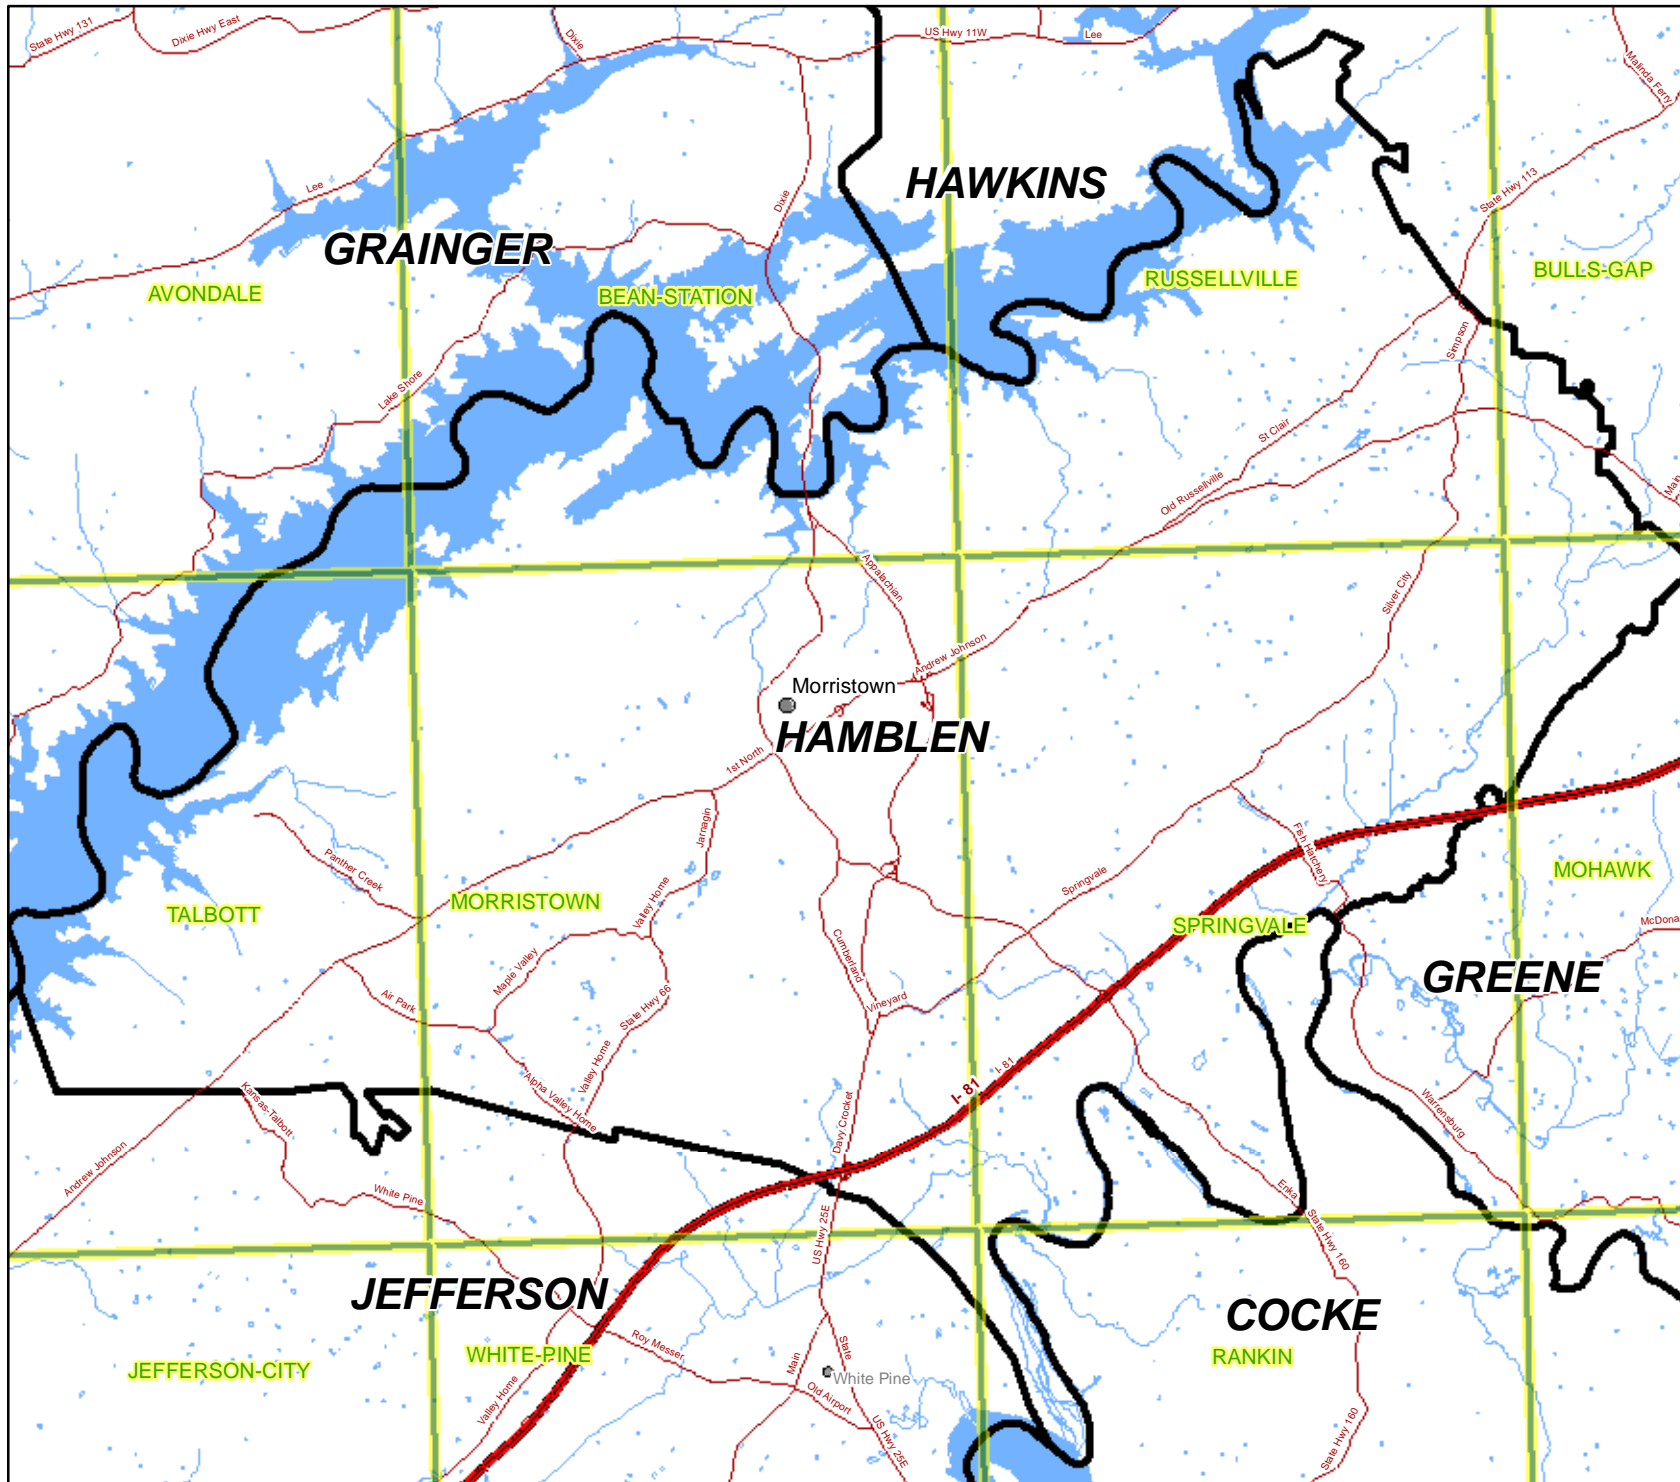 State Hwy 131
Dixie Hwy East
Dixie
US Hwy 11W
Lee
Malinda Ferry
HAWKINS
Lee
Dixie
State Hwy 113
GRAINGER
AVONDALE
BEAN-STATION
RUSSELLVILLE
BULLS-GAP
Simpson
Lake Shore
St Clair
Old Russellville
Main
Appalachian
Silver City
Andrew Johnson
Morristown
HAMBLEN
1st North
Jarnagin
Fish Hatchery
Panther Creek
Valley Home
Springvale
MOHAWK
TALBOTT
MORRISTOWN
SPRINGVALE
McDona
Cumberland
Maple Valley
GREENE
Air Park
State Hwy 66
Vineyard
Valley Home
I- 81
I- 81
Alpha Valley Home
Kansas-Talbott
Davy Crocket
Warrensburg
Andrew Johnson
White Pine
Enka
US Hwy 25E
State Hwy 160
JEFFERSON
COCKE
Roy Messer
State
WHITE-PINE
RANKIN
JEFFERSON-CITY
Main
White Pine
Valley Home
Old Airport
US Hwy 25E
State Hwy 160